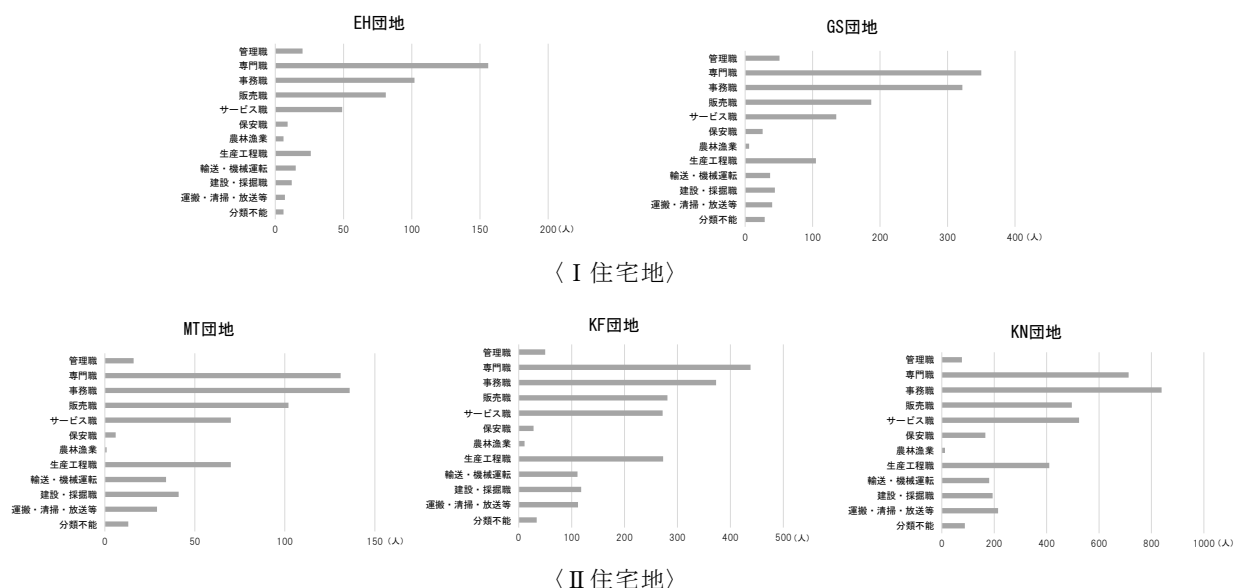 EH団地
管理職
専門職
事務職
販売職
サービス職
保安職
農林漁業
生産工程職
輸送・機械運転
建設・採掘職
運搬・清掃・放送等
分類不能
0 50 100 150 200 (人)
GS団地
管理職
専門職
事務職
販売職
サービス職
保安職
農林漁業
生産工程職
輸送・機械運転
建設・採掘職
運搬・清掃・放送等
分類不能
0 100 200 300 400 (人)
〈Ⅰ住宅地〉
MT団地
管理職
専門職
事務職
販売職
サービス職
保安職
農林漁業
生産工程職
輸送・機械運転
建設・採掘職
運搬・清掃・放送等
分類不能
0 50 100 150 (人)
KF団地
管理職
専門職
事務職
販売職
サービス職
保安職
農林漁業
生産工程職
輸送・機械運転
建設・採掘職
運搬・清掃・放送等
分類不能
0 100 200 300 400 500 (人)
KN団地
管理職
専門職
事務職
販売職
サービス職
保安職
農林漁業
生産工程職
輸送・機械運転
建設・採掘職
運搬・清掃・放送等
分類不能
0 200 400 600 800 1000 (人)
〈Ⅱ住宅地〉